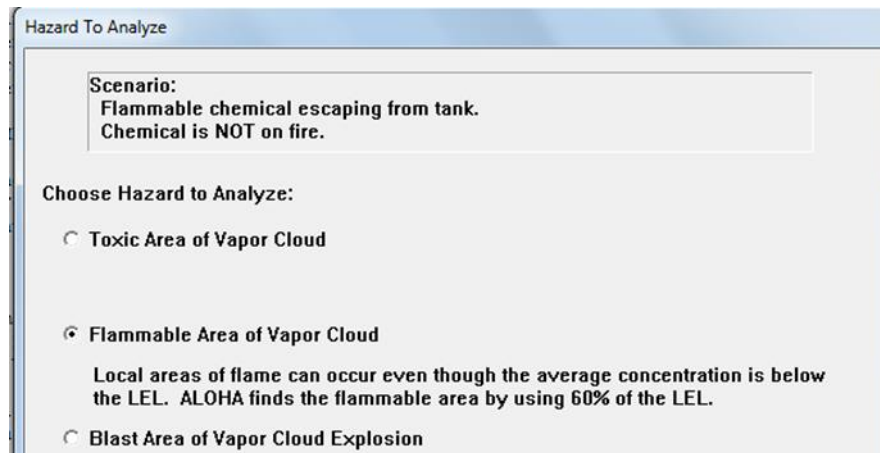 Hazard To Analyze
Scenario:
Flammable chemical escaping from tank.
Chemical is NOT on fire.
Choose Hazard to Analyze:
Toxic Area of Vapor Cloud
Flammable Area of Vapor Cloud
Local areas of flame can occur even though the average concentration is below
the LEL. ALOHA finds the flammable area by using 60% of the LEL.
Blast Area of Vapor Cloud Explosion